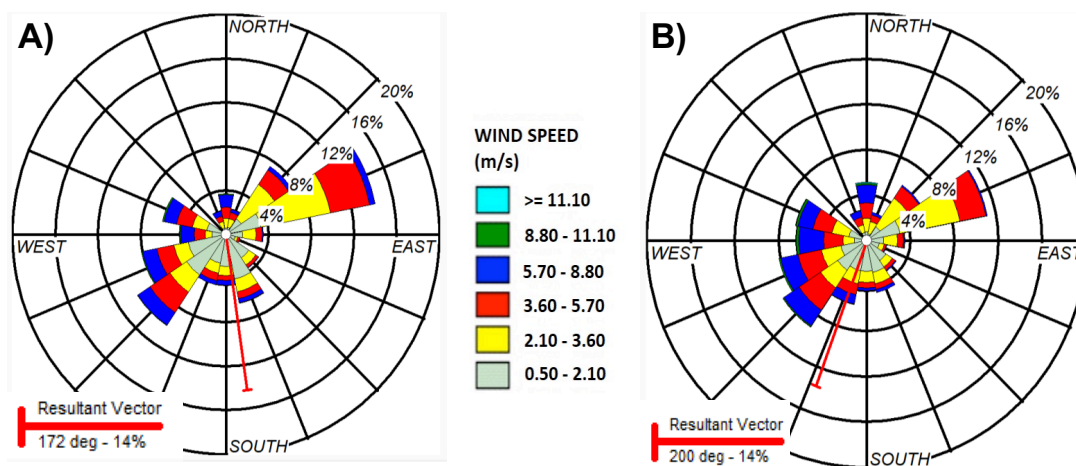 A)
NORTH
20%
16%
12%
8%
4%
WEST
EAST
SOUTH
Resultant Vector
172 deg - 14%
WIND SPEED
(m/s)
>= 11.10
8.80 - 11.10
5.70 - 8.80
3.60 - 5.70
2.10 - 3.60
0.50 - 2.10
B)
NORTH
20%
16%
12%
8%
4%
WEST
EAST
SOUTH
Resultant Vector
200 deg - 14%